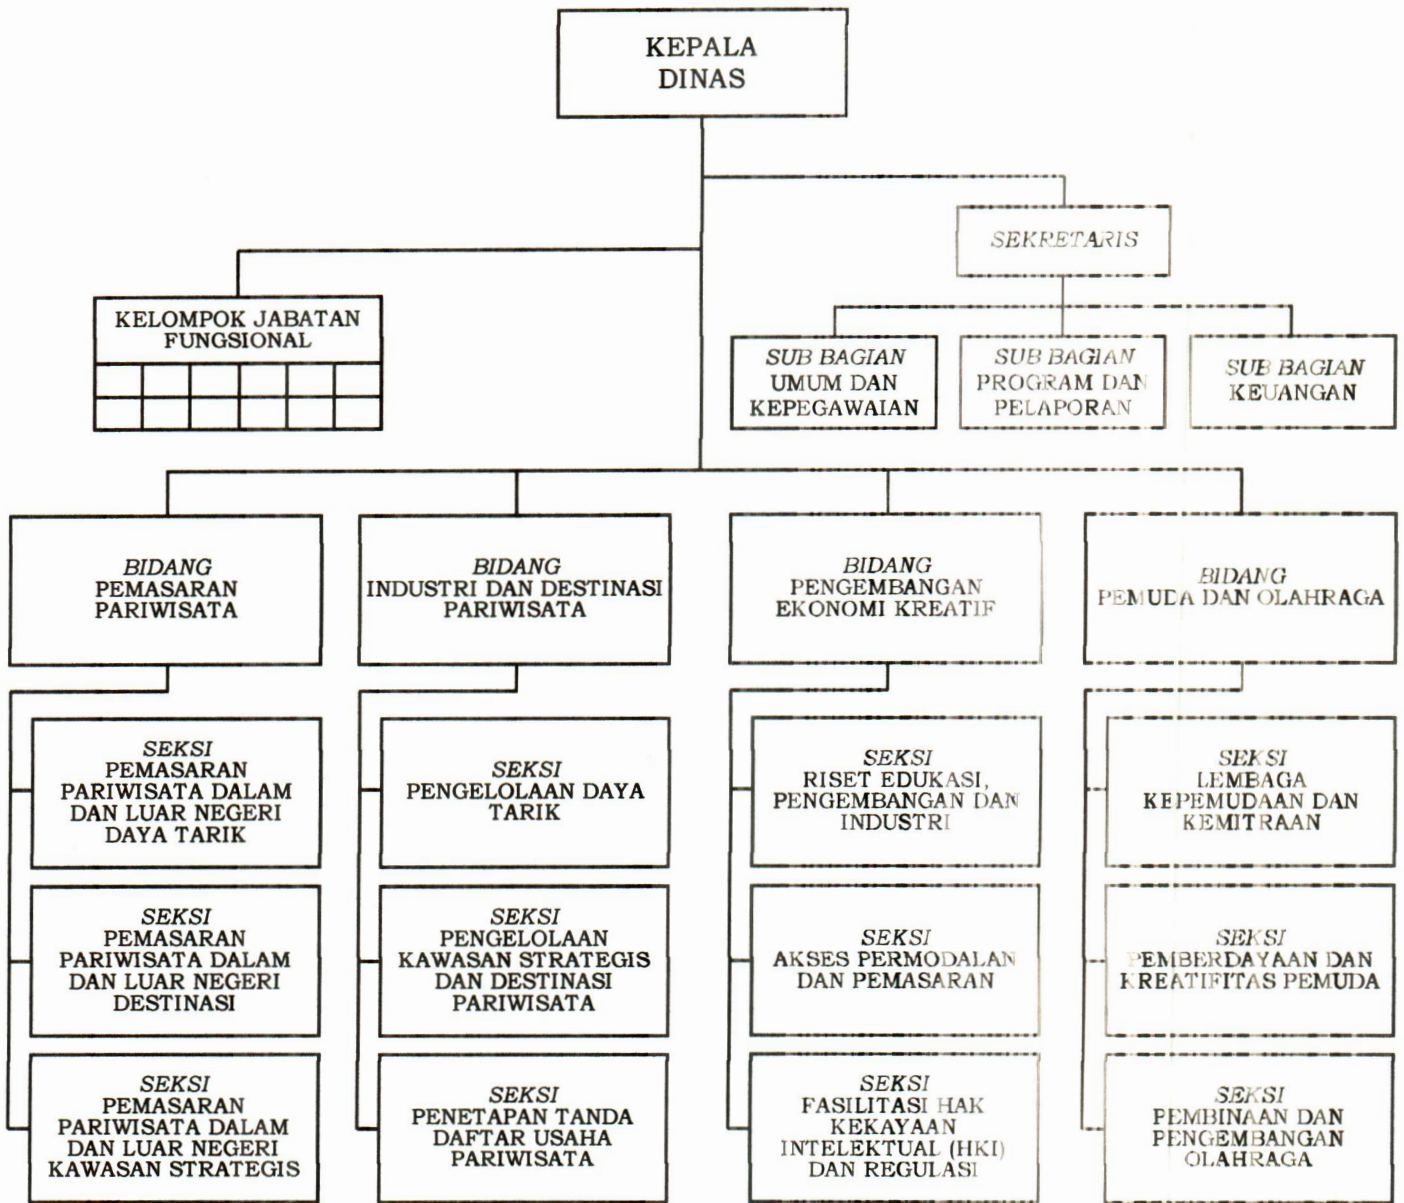 KEPALA
DINAS
SEKRETARIS
KELOMPOK JABATAN
FUNGSIONAL
SUB BAGIAN
UMUM DAN
KEPEGAWAIAN
SUB BAGIAN
PROGRAM DAN
PELAPORAN
SUB BAGIAN
KEUANGAN
BIDANG
PEMASARAN
PARIWISATA
BIDANG
INDUSTRI DAN DESTINASI
PARIWISATA
BIDANG
PENGEMBANGAN
EKONOMI KREATIF
BIDANG
PEMUDA DAN OLAHRAGA
SEKSI
PEMASARAN
PARIWISATA DALAM
DAN LUAR NEGERI
DAYA TARIK
SEKSI
PENGELOLAAN DAYA
TARIK
SEKSI
RISET EDUKASI,
PENGEMBANGAN DAN
INDUSTRI
SEKSI
LEMBAGA
KEPEMUDAAN DAN
KEMITRAAN
SEKSI
PEMASARAN
PARIWISATA DALAM
DAN LUAR NEGERI
DESTINASI
SEKSI
PENGELOLAAN
KAWASAN STRATEGIS
DAN DESTINASI
PARIWISATA
SEKSI
AKSES PERMODALAN
DAN PEMASARAN
SEKSI
PEMBERDAYAAN DAN
KREATIFITAS PEMUDA
SEKSI
PEMASARAN
PARIWISATA DALAM
DAN LUAR NEGERI
KAWASAN STRATEGIS
SEKSI
PENETAPAN TANDA
DAFTAR USAHA
PARIWISATA
SEKSI
FASILITASI HAK
KEKAYAAN
INTELEKTUAL (HKI)
DAN REGULASI
SEKSI
PEMBINAAN DAN
PENGEMBANGAN
OLAHRAGA